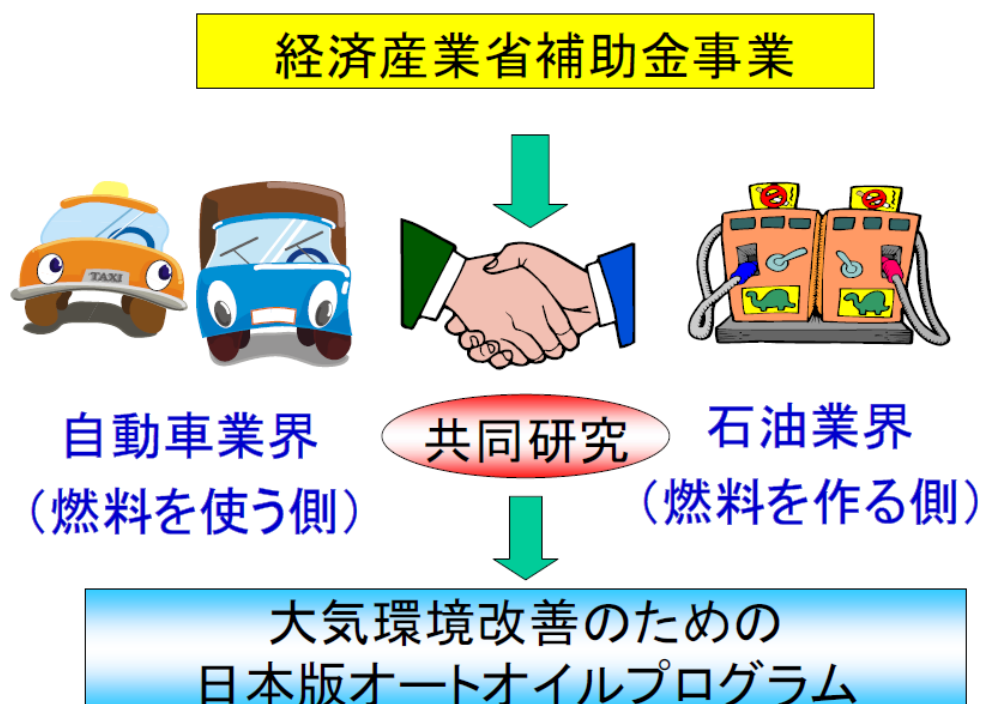 経済産業省補助金事業
TAXI
自動車業界
（燃料を使う側）
共同研究
石油業界
（燃料を作る側）
大気環境改善のための
日本版オートオイルプログラム